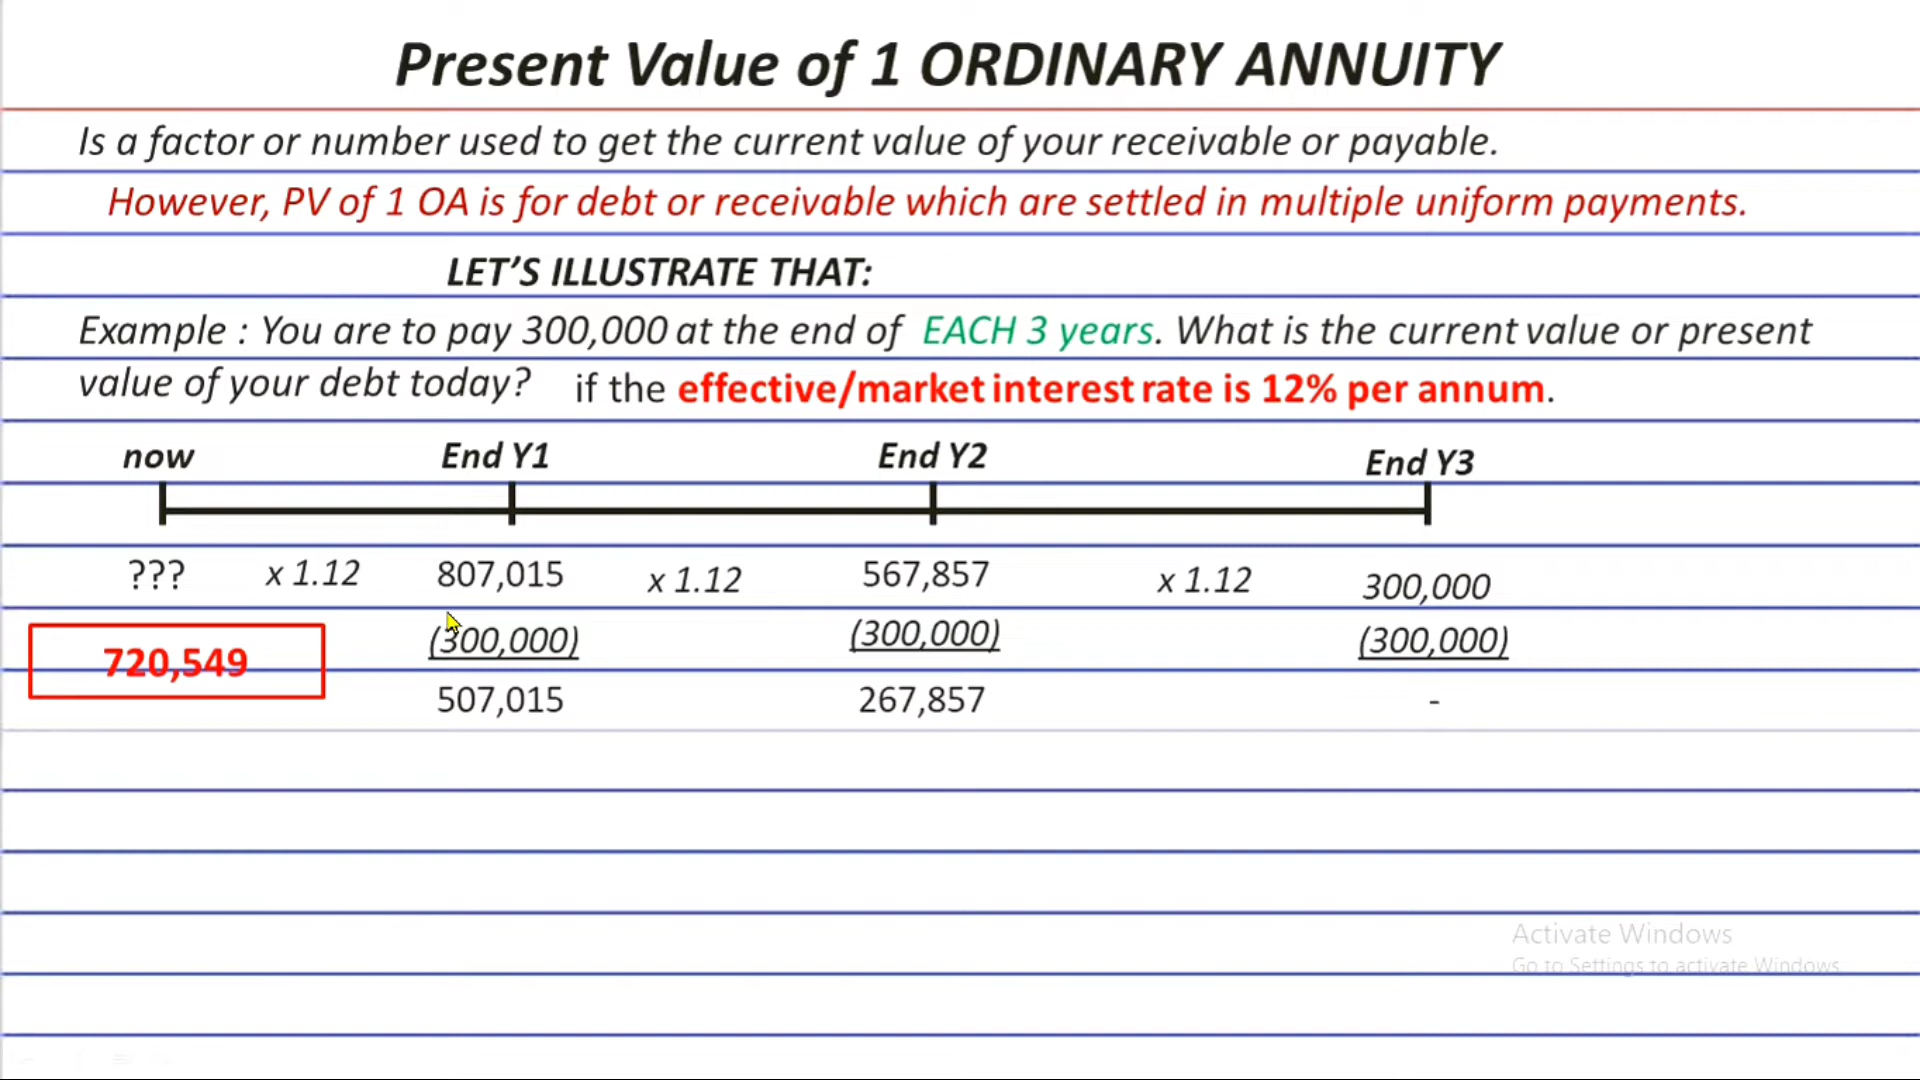 Present Value of 1 ORDINARY ANNUITY
Is a factor or number used to get the current value of your receivable or payable.
However, PV of 1 OA is for debt or receivable which are settled in multiple uniform payments.
LET’S ILLUSTRATE THAT:
Example : You are to pay 300,000 at the end of EACH 3 years. What is the current value or present
value of your debt today? if the effective/market interest rate is 12% per annum.
now End Y1 End Y2 End Y3
??? x 1.12 807,015 x 1.12 567,857 x 1.12 300,000
(300,000) (300,000) (300,000)
720,549
507,015 267,857 -
Activate Windows
Go to Settings to activate Windows.